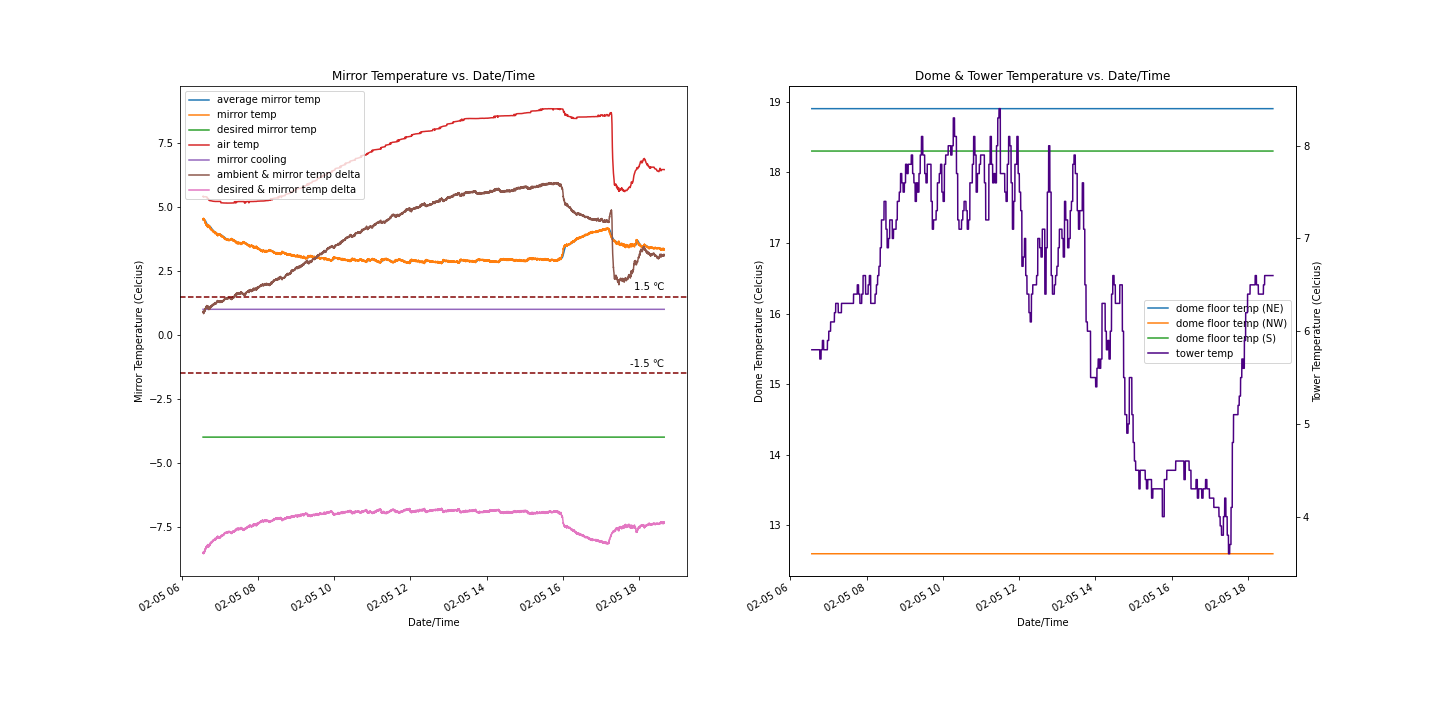 Mirror Temperature vs. Date/Time
average mirror temp
mirror temp
desired mirror temp
air temp
mirror cooling
ambient & mirror temp delta
desired & mirror temp delta
1.5 °C
-1.5 °C
7.5
5.0
2.5
0.0
−2.5
−5.0
−7.5
Mirror Temperature (Celcius)
02-05 06
02-05 08
02-05 10
02-05 12
02-05 14
02-05 16
02-05 18
Date/Time
Dome & Tower Temperature vs. Date/Time
19
18
17
16
15
14
13
Dome Temperature (Celcius)
dome floor temp (NE)
dome floor temp (NW)
dome floor temp (S)
tower temp
8
7
6
5
4
Tower Temperature (Celcius)
02-05 06
02-05 08
02-05 10
02-05 12
02-05 14
02-05 16
02-05 18
Date/Time